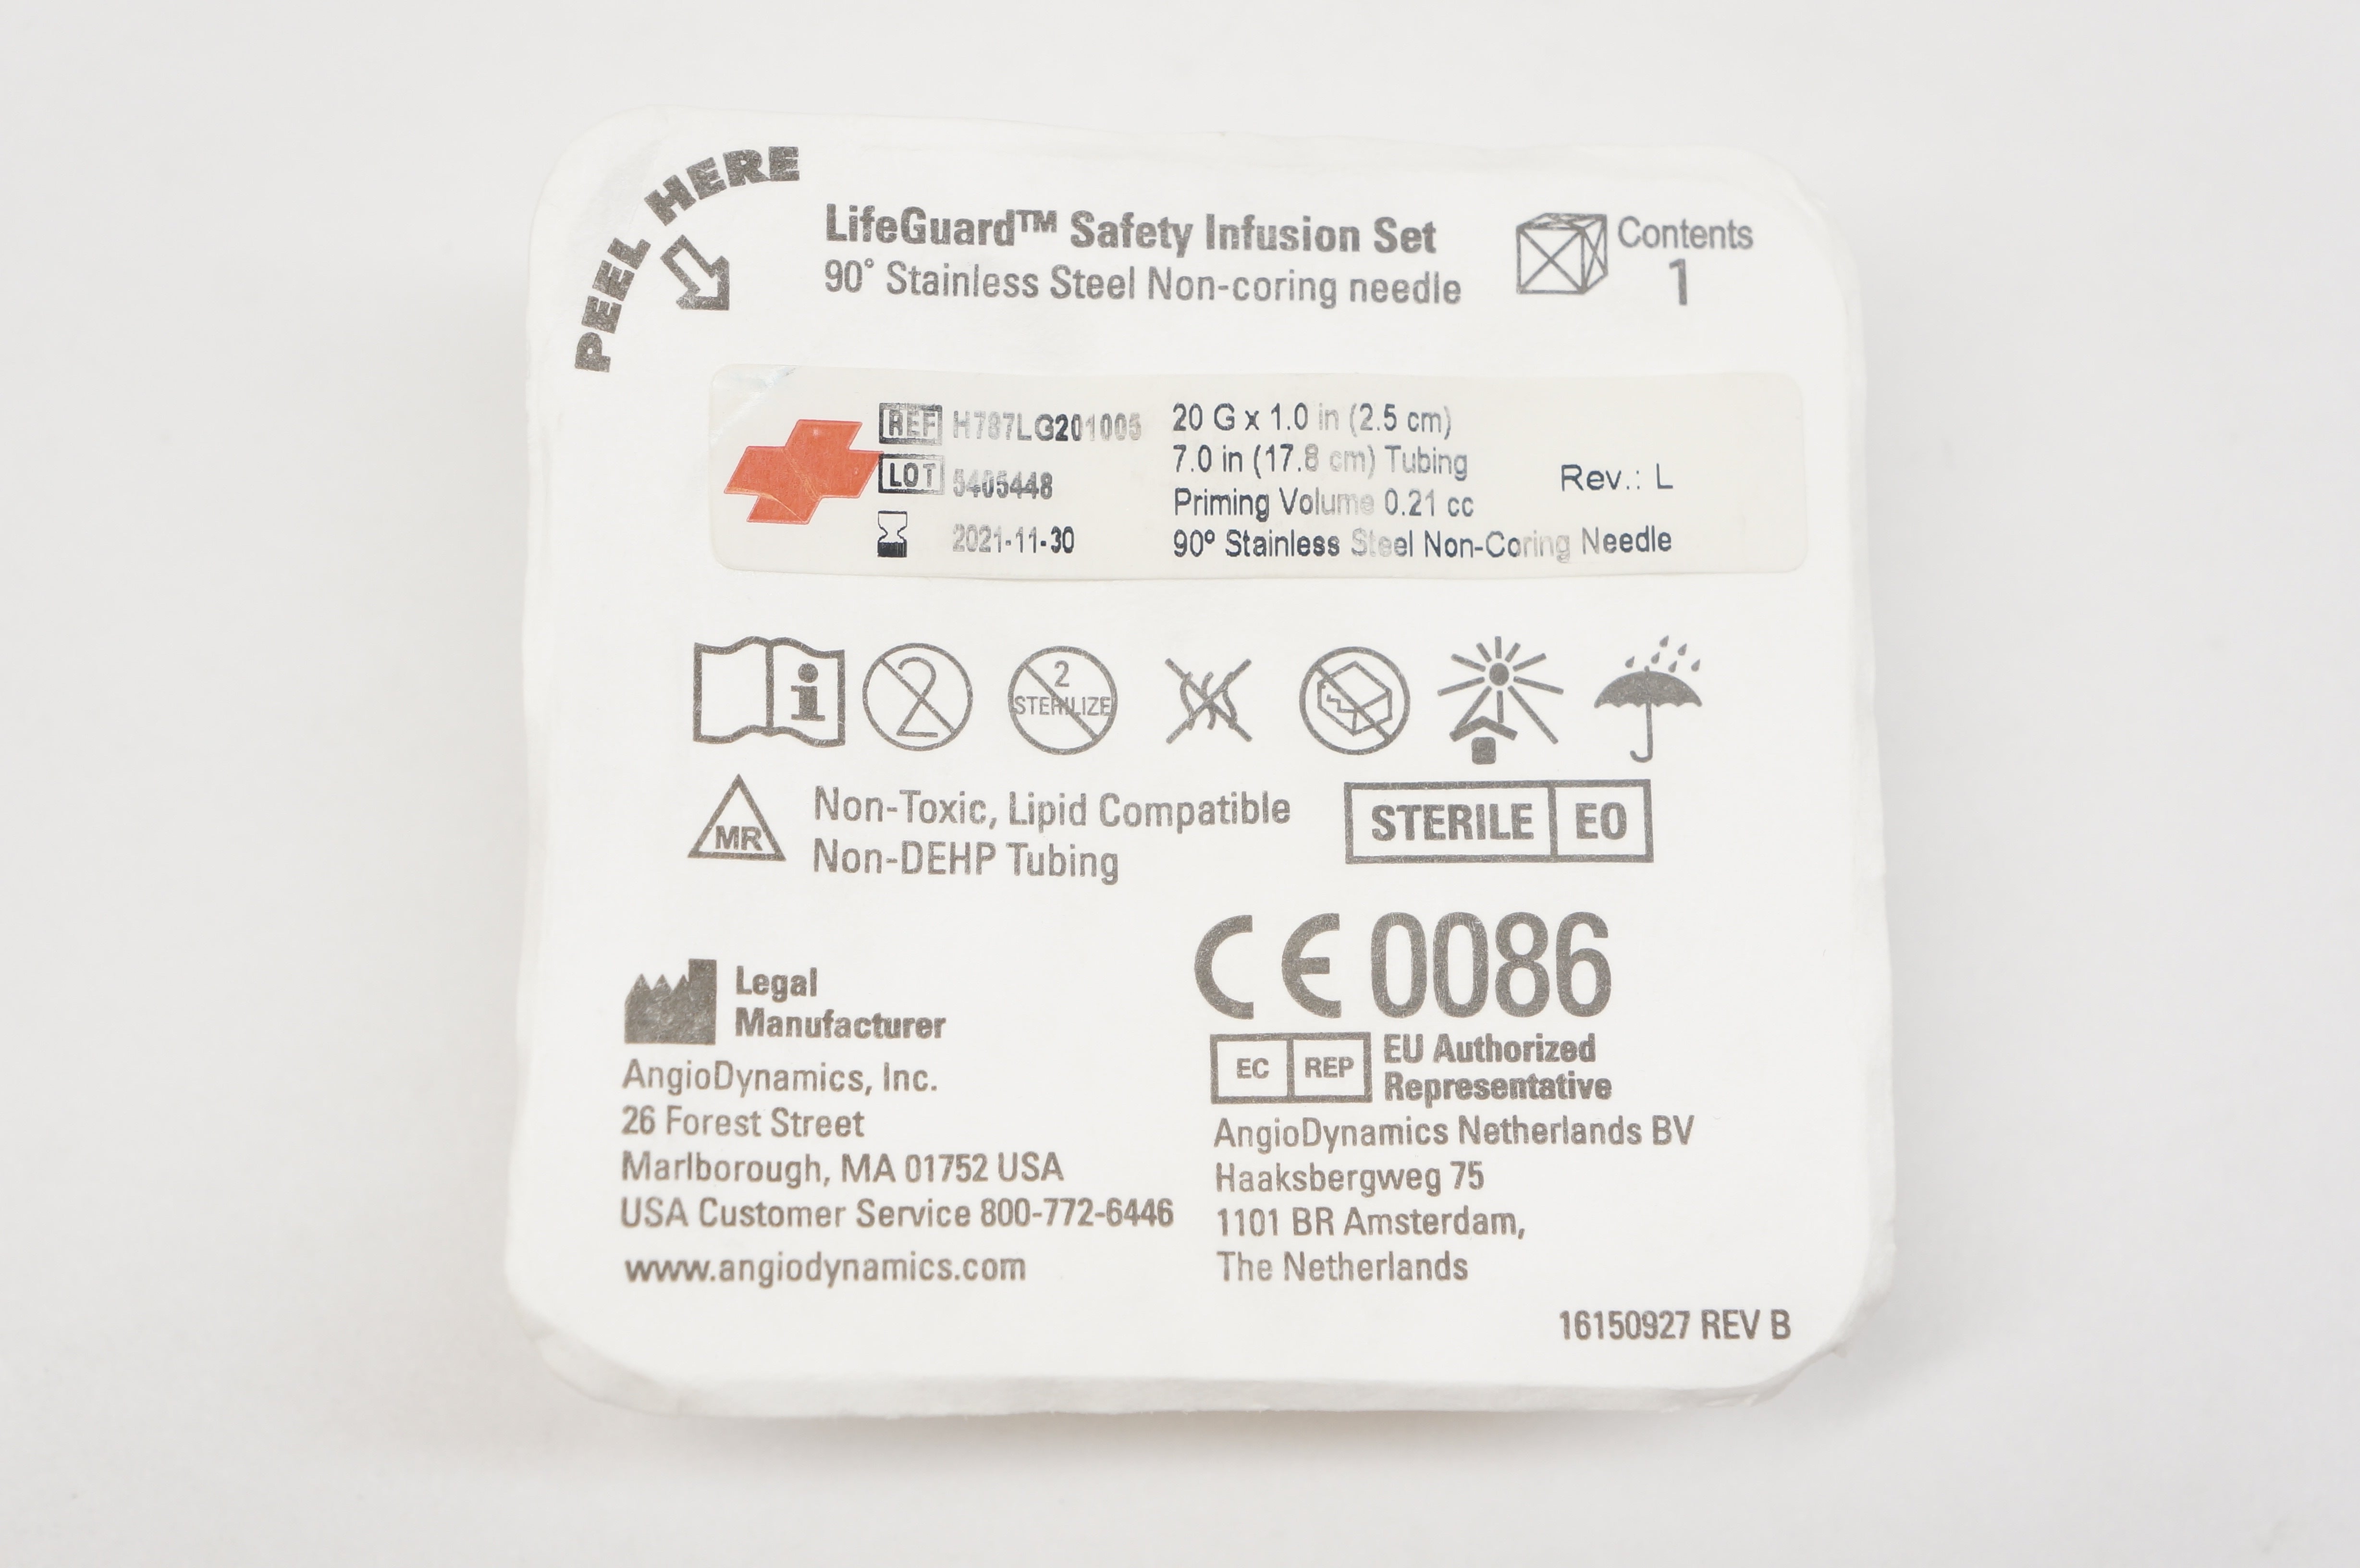 PEEL HERE
LifeGuard™ Safety Infusion Set
90° Stainless Steel Non-coring needle
Contents
1
REF H787LG201005
LOT 5405448
2021-11-30
20 G x 1.0 in (2.5 cm)
7.0 in (17.8 cm) Tubing
Priming Volume 0.21 cc
90º Stainless Steel Non-Coring Needle
Rev.: L
2
2
STERILIZE
MR
Non-Toxic, Lipid Compatible
Non-DEHP Tubing
STERILE EO
CE 0086
Legal
Manufacturer
AngioDynamics, Inc.
26 Forest Street
Marlborough, MA 01752 USA
USA Customer Service 800-772-6446
www.angiodynamics.com
EC REP EU Authorized
Representative
AngioDynamics Netherlands BV
Haaksbergweg 75
1101 BR Amsterdam,
The Netherlands
16150927 REV B